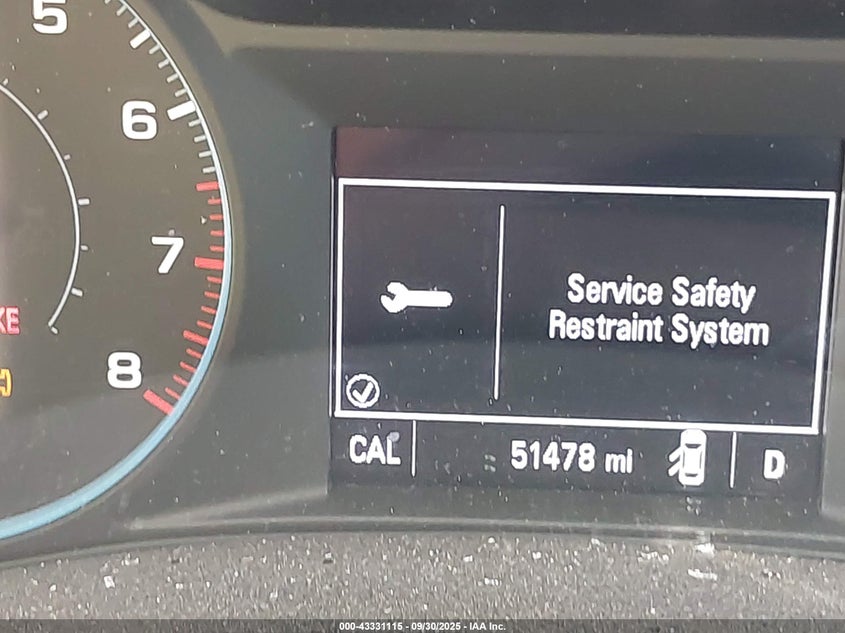 5
6
7
8
KE
Service Safety
Restraint System
CAL
51478 mi
D
000-43331115 - 09/30/2025 - IAA Inc.